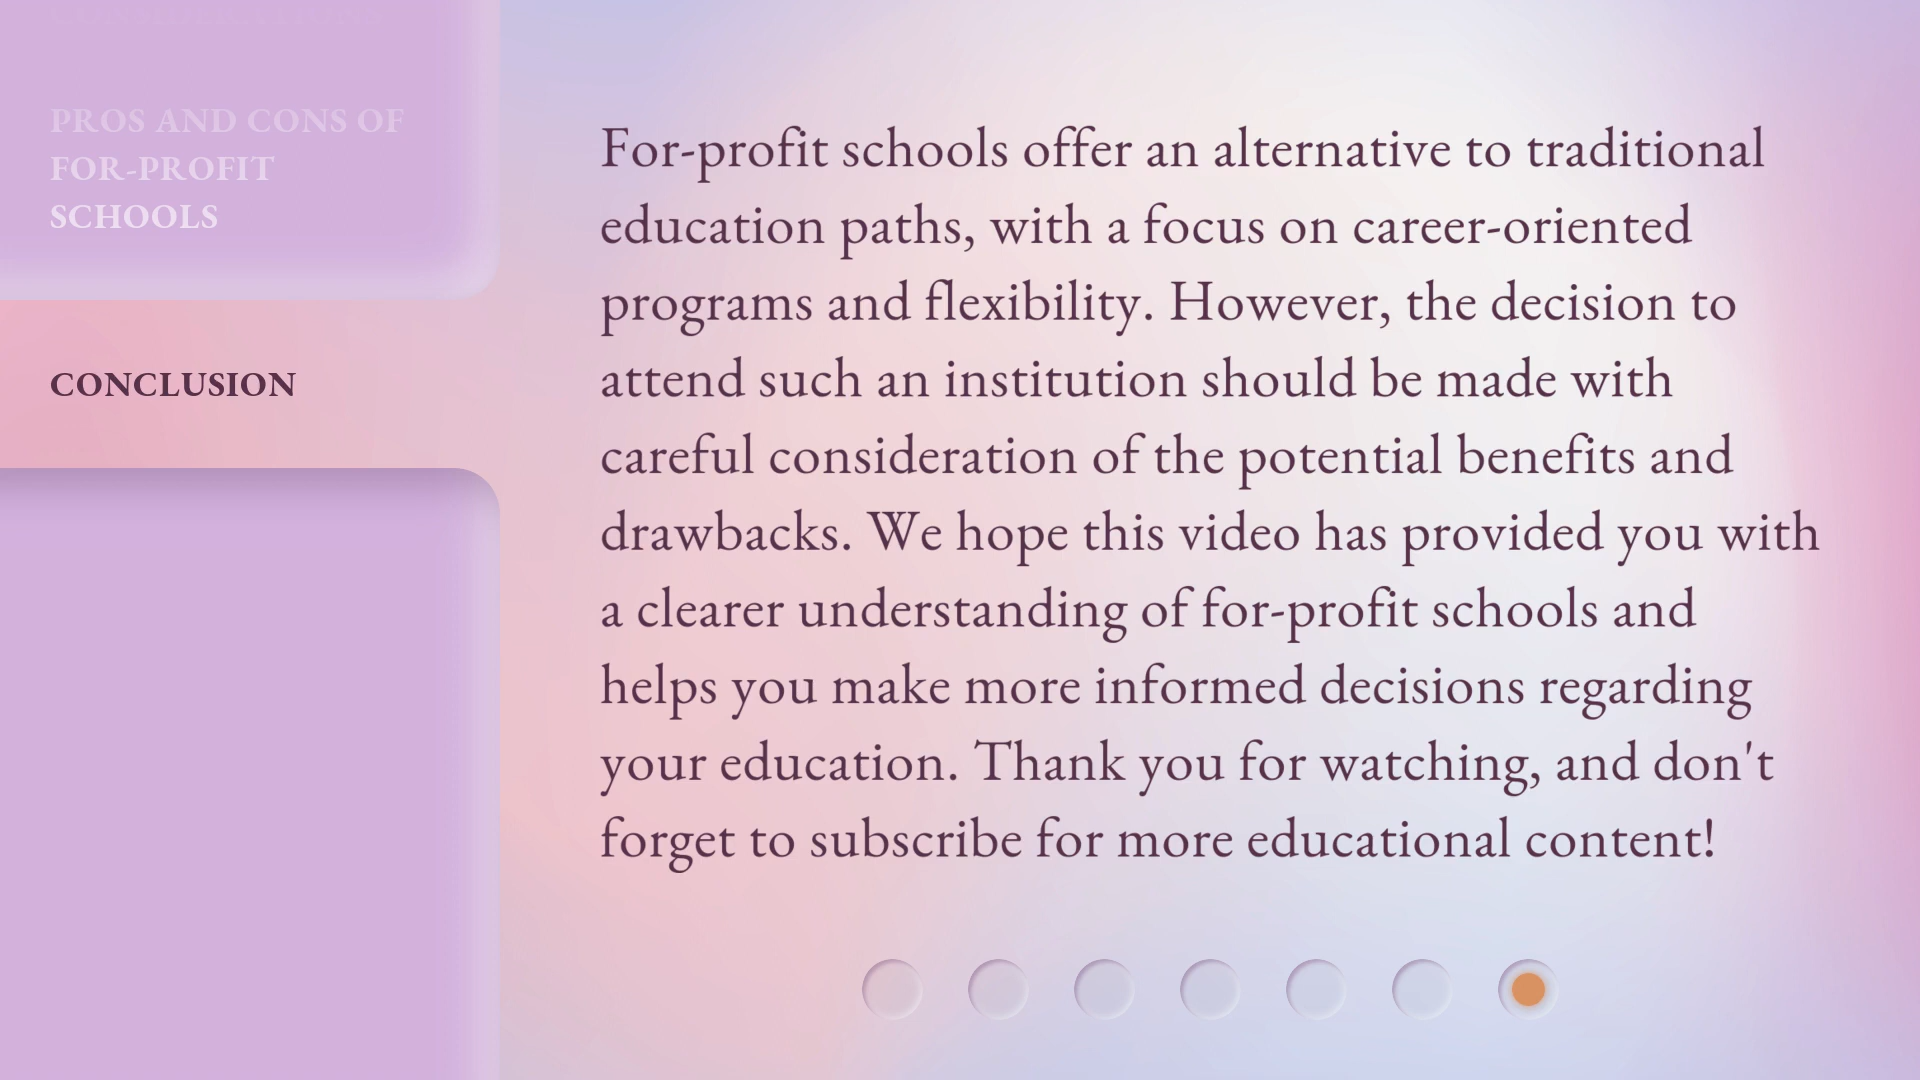 PROS AND CONS OF
FOR-PROFIT
SCHOOLS
CONCLUSION
For-profit schools offer an alternative to traditional
education paths, with a focus on career-oriented
programs and flexibility. However, the decision to
attend such an institution should be made with
careful consideration of the potential benefits and
drawbacks. We hope this video has provided you with
a clearer understanding of for-profit schools and
helps you make more informed decisions regarding
your education. Thank you for watching, and don't
forget to subscribe for more educational content!